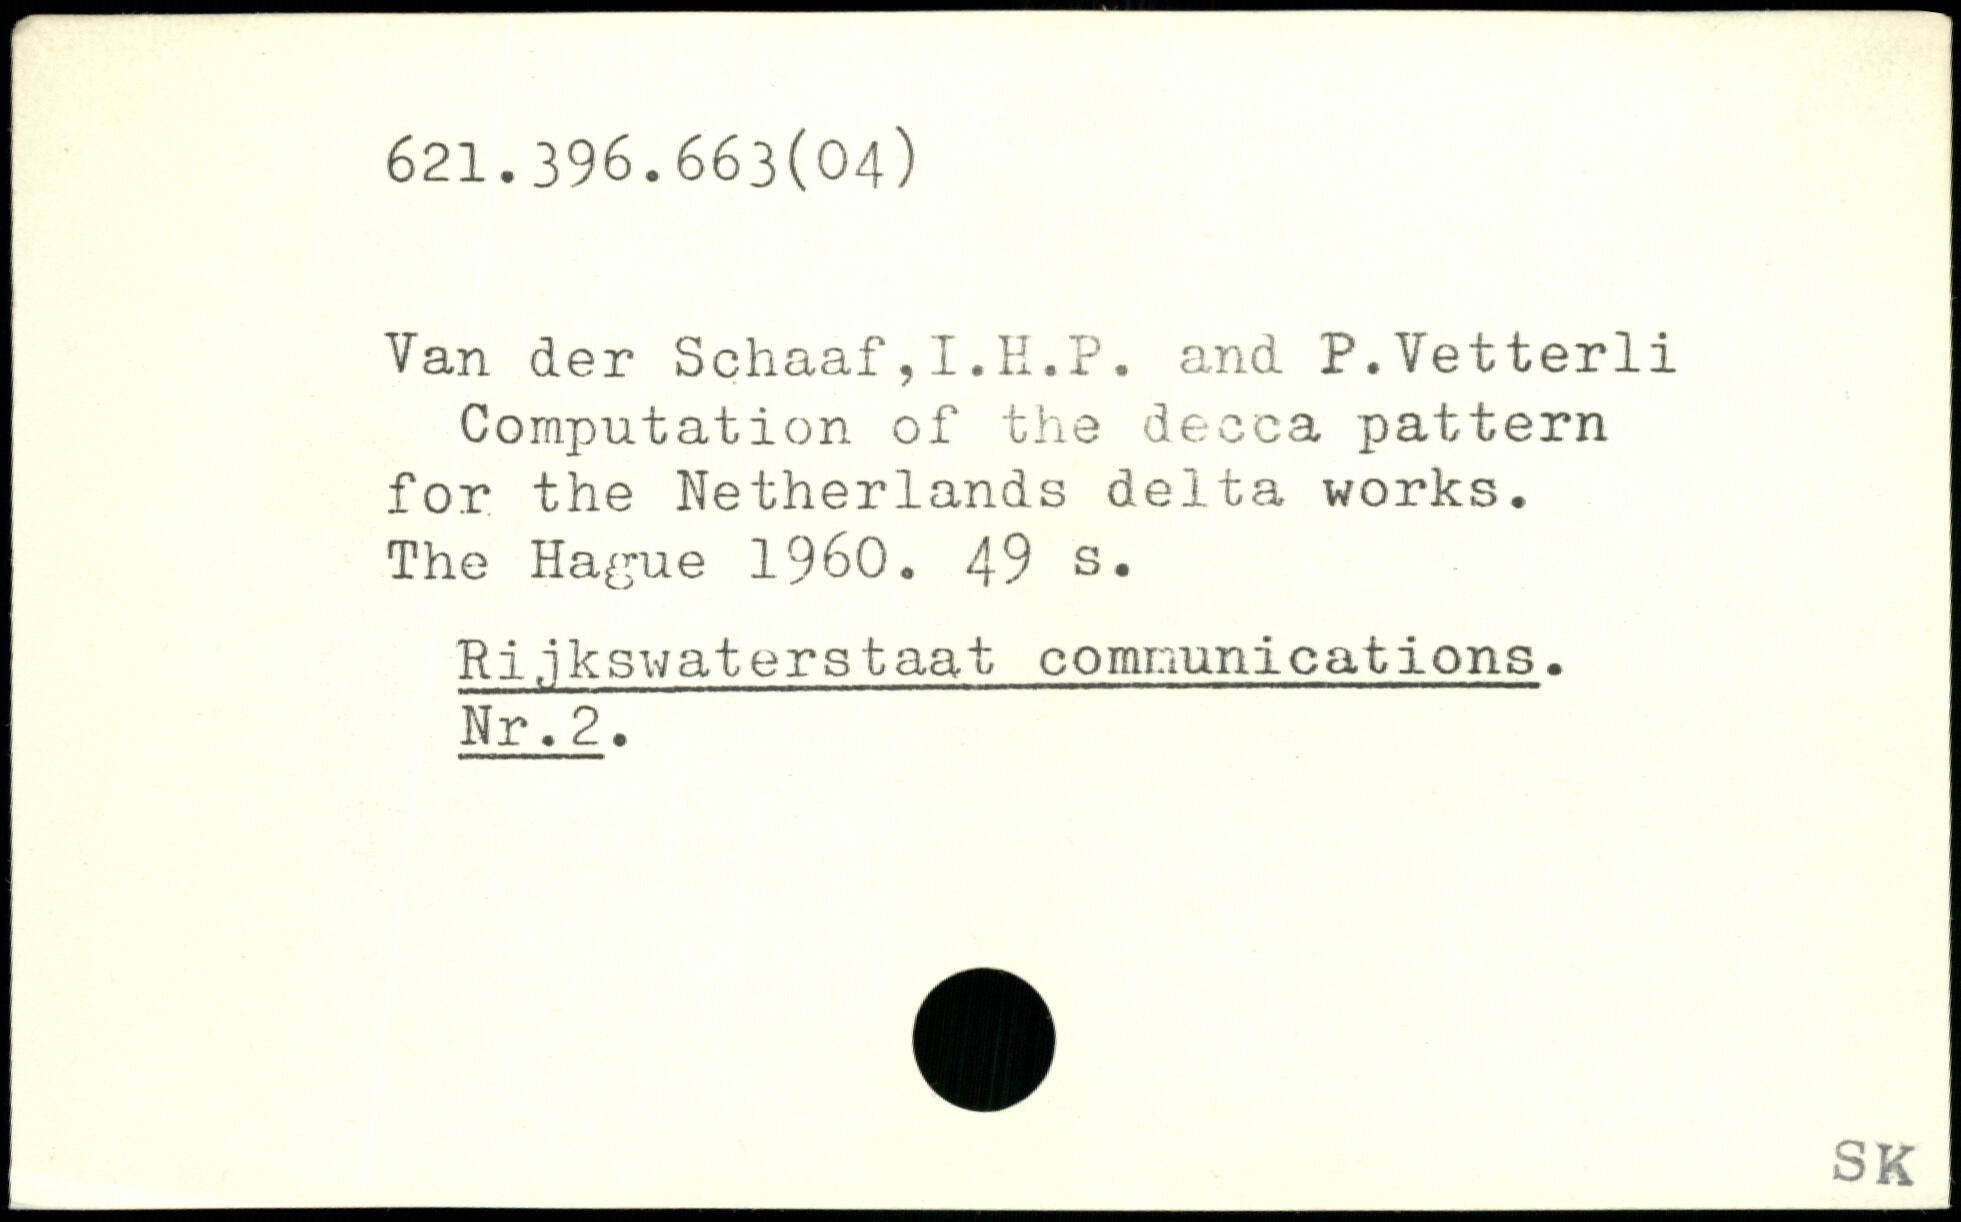 621.396.663(04)
Van der Schaaf,I.H.P. and P.Vetterli
Computation of the decca pattern
for the Netherlands delta works.
The Hague 1960. 49 s.
Rijkswaterstaat communications.
Nr.2.
SK